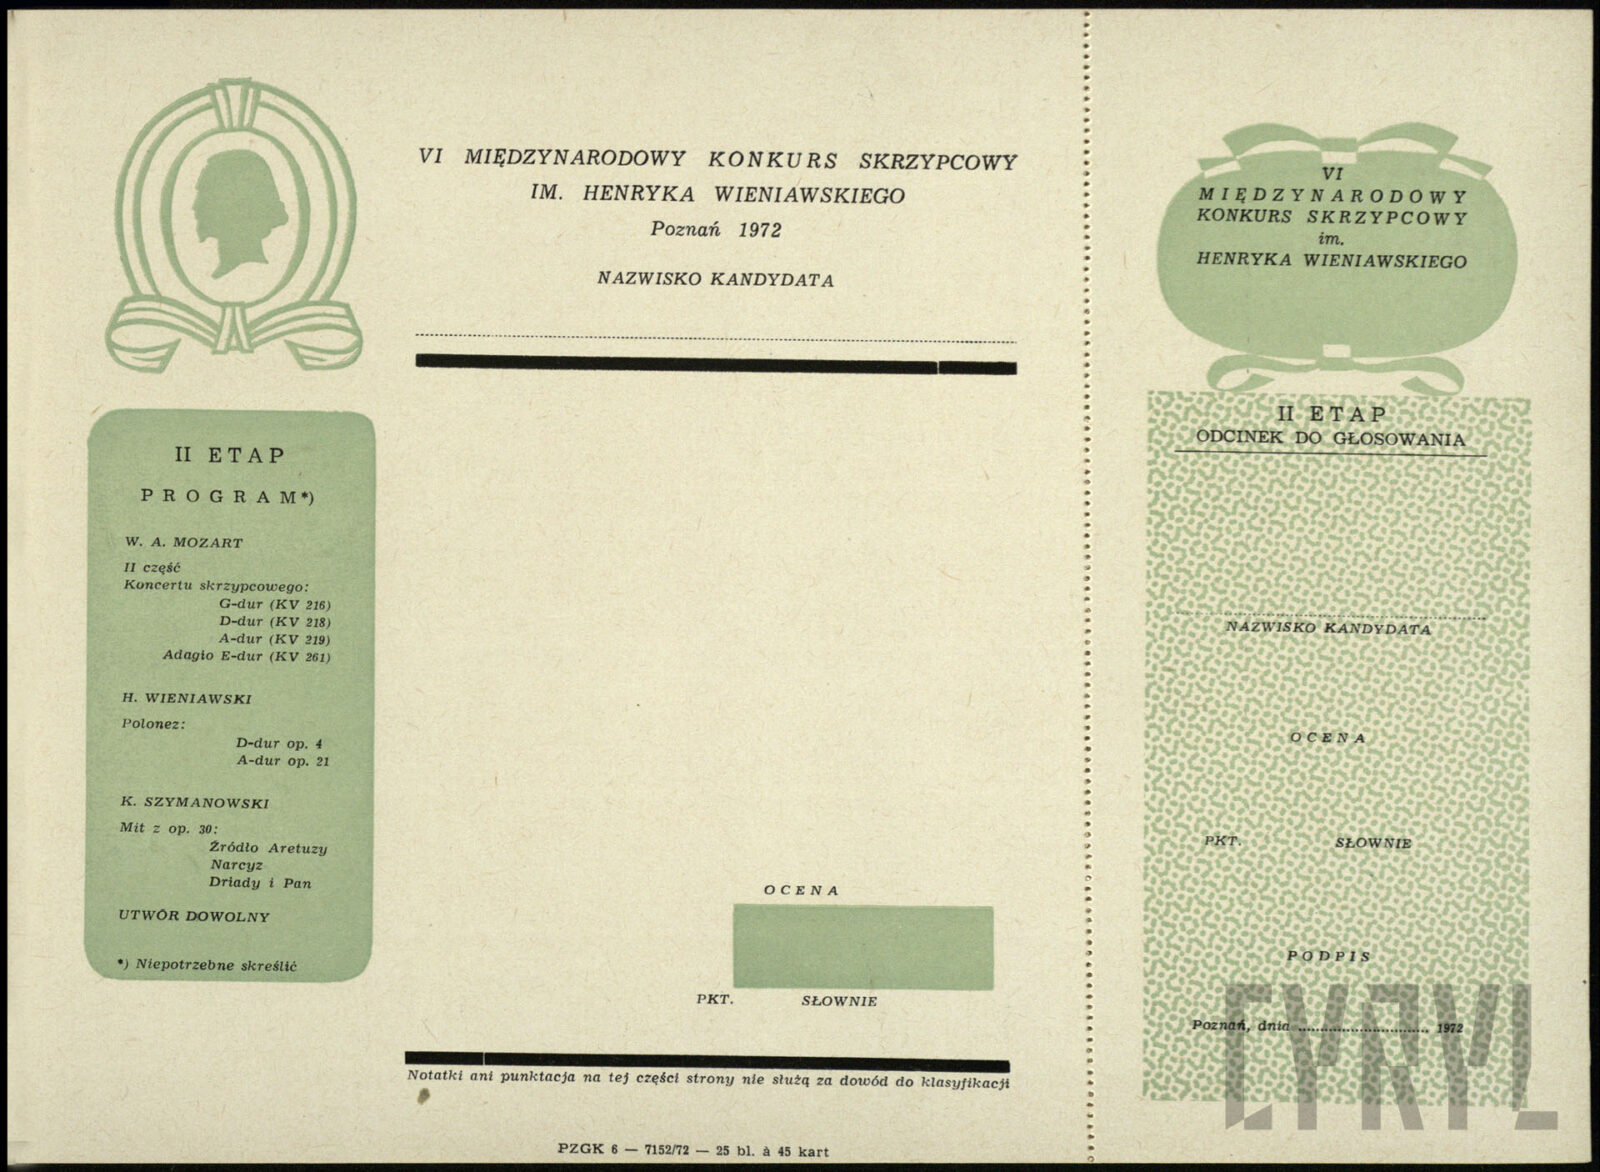 VI MIĘDZYNARODOWY KONKURS SKRZYPCOWY
IM. HENRYKA WIENIAWSKIEGO
Poznań 1972
NAZWISKO KANDYDATA
II ETAP
PROGRAM*)
W. A. MOZART
II część
Koncertu skrzypcowego:
G-dur (KV 216)
D-dur (KV 218)
A-dur (KV 219)
Adagio E-dur (KV 261)
H. WIENIAWSKI
Polonez:
D-dur op. 4
A-dur op. 21
K. SZYMANOWSKI
Mit z op. 30:
Źródło Aretuzy
Narcyz
Driady i Pan
UTWÓR DOWOLNY
*) Niepotrzebne skreślić
OCENA
PKT. SŁOWNIE
Notatki ani punktacja na tej części strony nie służą za dowód do klasyfikacji
PZGK 6 — 7152/72 — 25 bl. à 45 kart
VI
MIĘDZYNARODOWY
KONKURS SKRZYPCOWY
im.
HENRYKA WIENIAWSKIEGO
II ETAP
ODCINEK DO GŁOSOWANIA
NAZWISKO KANDYDATA
OCENA
PKT. SŁOWNIE
PODPIS
Poznań, dnia .............................. 1972
CYRYL